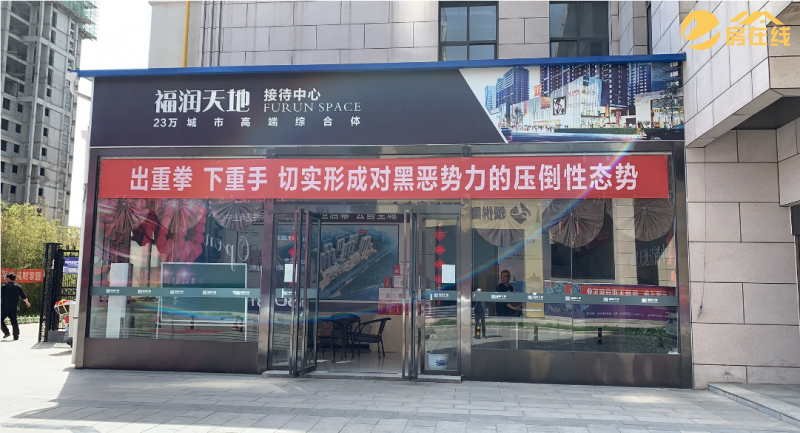 房在线
福润天地
接待中心
FURUN SPACE
23万城市高端综合体
出重拳 下重手 切实形成对黑恶势力的压倒性态势
Open